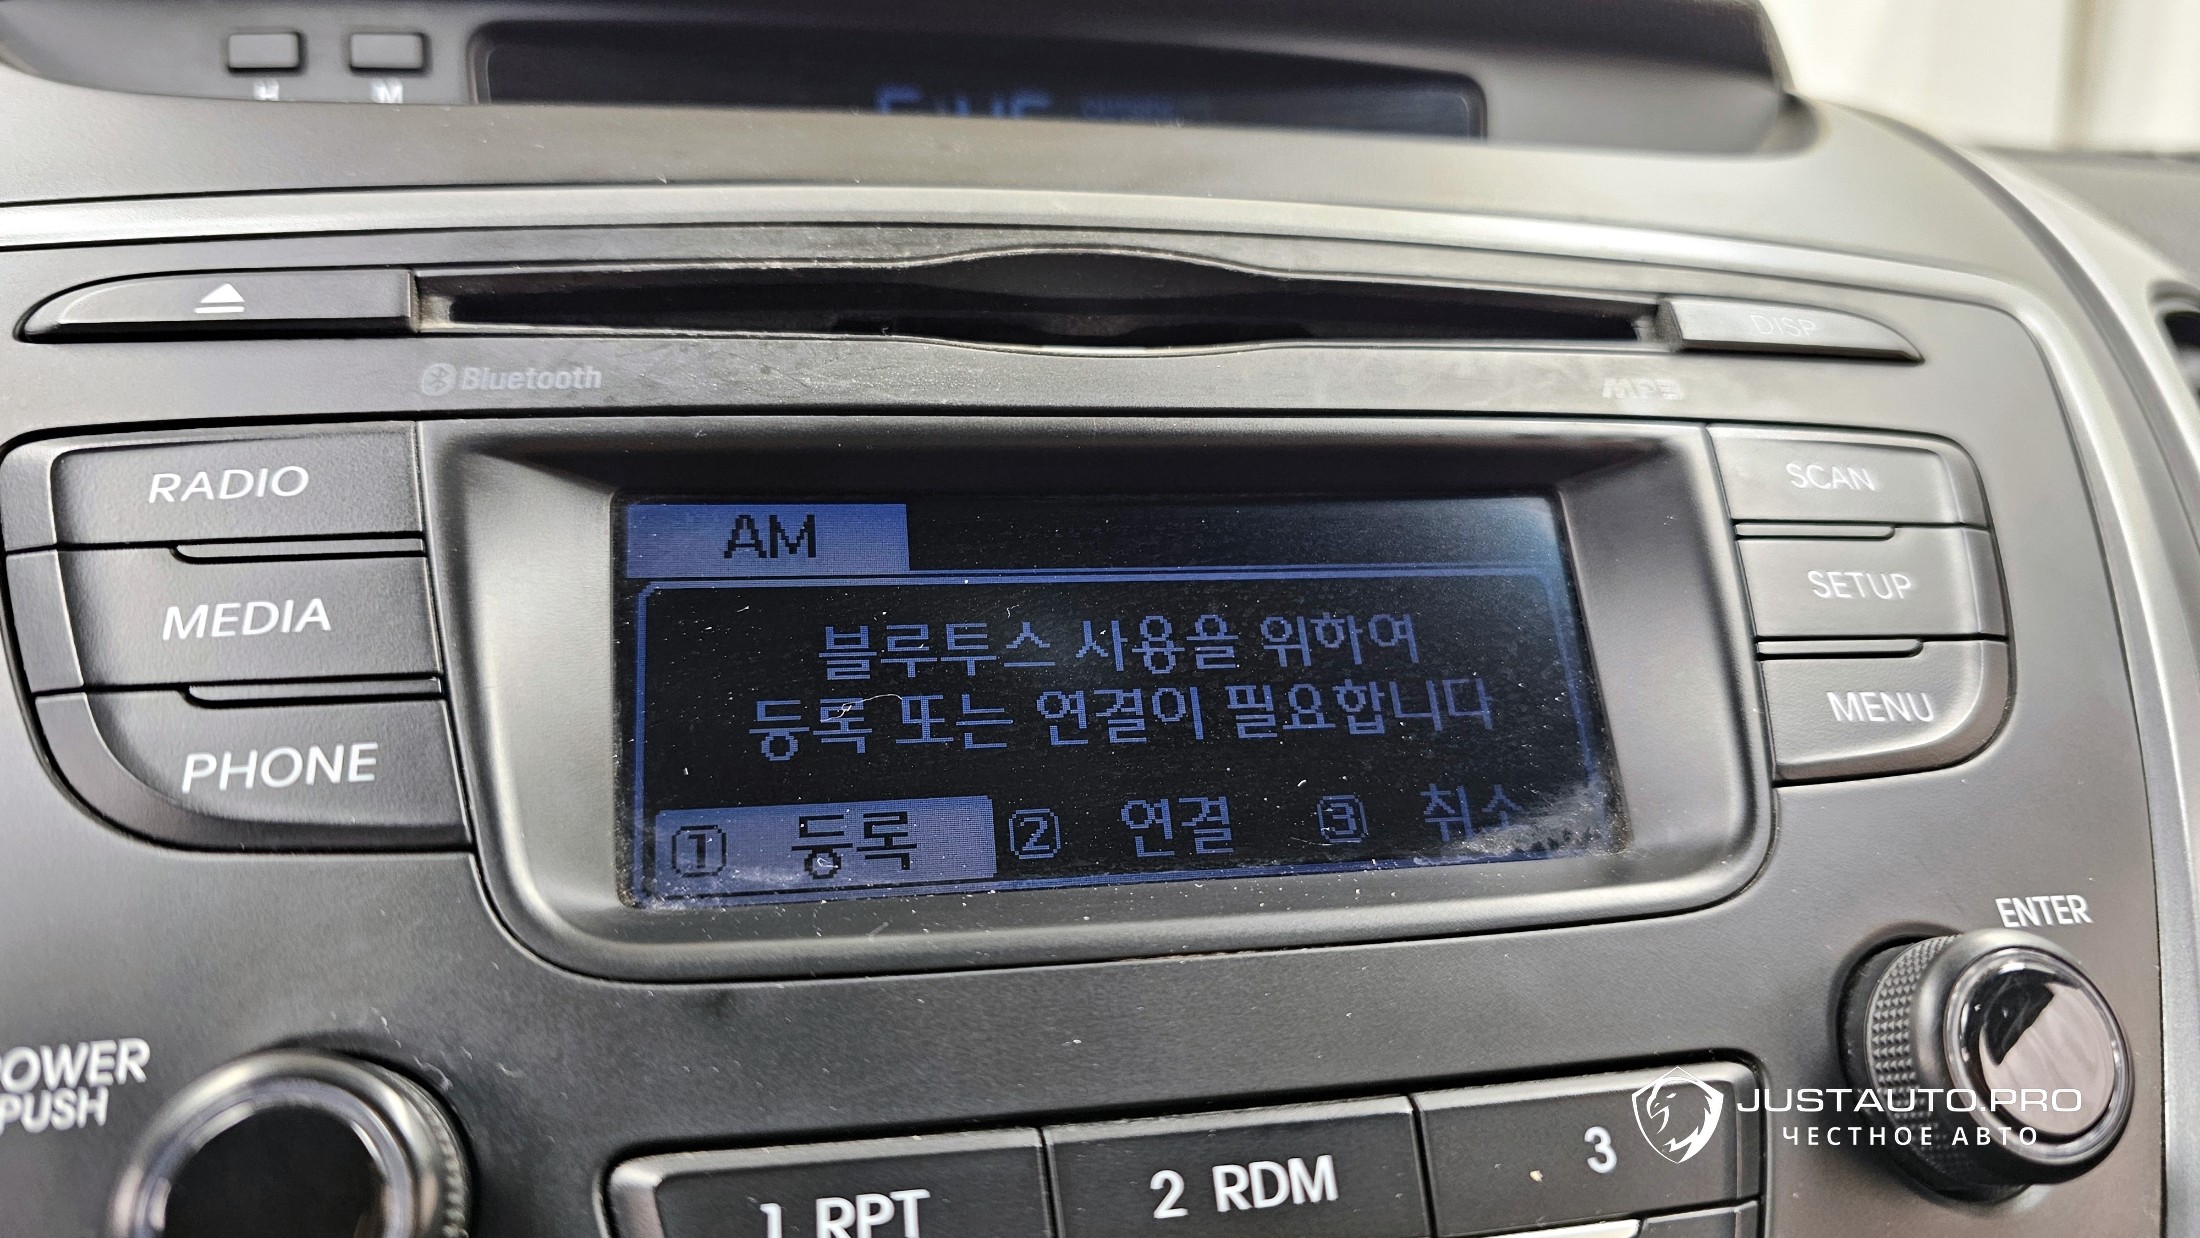 H M
Bluetooth
DISP
MP3
RADIO
MEDIA
PHONE
AM
블루투스 사용을 위하여
등록 또는 연결이 필요합니다
① 등록 ② 연결 ③ 취소
SCAN
SETUP
MENU
ENTER
POWER
PUSH
1 RPT
2 RDM
3
JUSTAUTO.PRO
ЧЕСТНОЕ АВТО